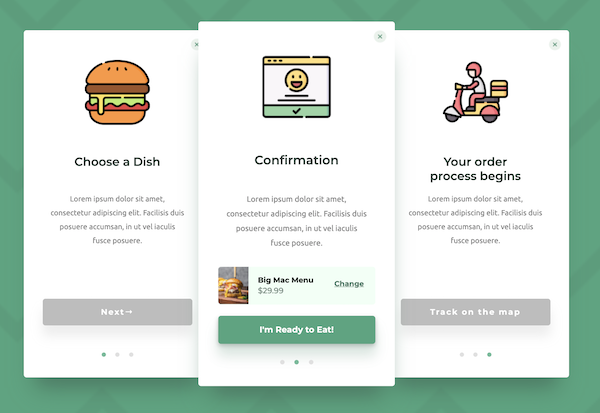 Choose a Dish
Lorem ipsum dolor sit amet,
consectetur adipiscing elit. Facilisis duis
posuere accumsan, in ut vel iaculis
fusce posuere.
Next→
Confirmation
Lorem ipsum dolor sit amet,
consectetur adipiscing elit. Facilisis duis
posuere accumsan, in ut vel iaculis
fusce posuere.
Big Mac Menu
$29.99
Change
I'm Ready to Eat!
Your order
process begins
Lorem ipsum dolor sit amet,
consectetur adipiscing elit. Facilisis duis
posuere accumsan, in ut vel iaculis
fusce posuere.
Track on the map